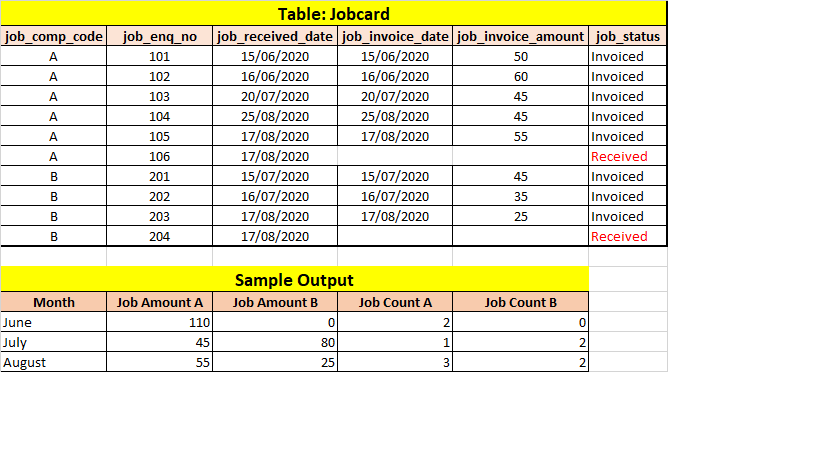 Table: Jobcard
job_comp_code job_enq_no job_received_date job_invoice_date job_invoice_amount job_status
A 101 15/06/2020 15/06/2020 50 Invoiced
A 102 16/06/2020 16/06/2020 60 Invoiced
A 103 20/07/2020 20/07/2020 45 Invoiced
A 104 25/08/2020 25/08/2020 45 Invoiced
A 105 17/08/2020 17/08/2020 55 Invoiced
A 106 17/08/2020 Received
B 201 15/07/2020 15/07/2020 45 Invoiced
B 202 16/07/2020 16/07/2020 35 Invoiced
B 203 17/08/2020 17/08/2020 25 Invoiced
B 204 17/08/2020 Received
Sample Output
Month Job Amount A Job Amount B Job Count A Job Count B
June 110 0 2 0
July 45 80 1 2
August 55 25 3 2